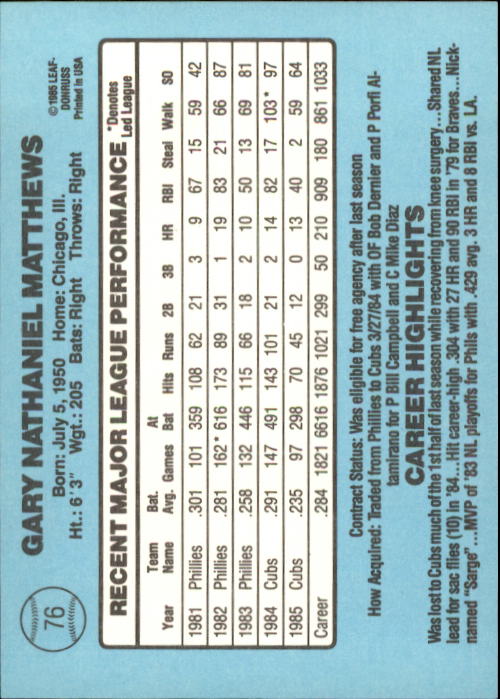 76
GARY NATHANIEL MATTHEWS
©1985 LEAF-
DONRUSS
Printed in USA
Born: July 5, 1950 Home: Chicago, Ill.
Ht.: 6' 3" Wgt.: 205 Bats: Right Throws: Right
RECENT MAJOR LEAGUE PERFORMANCE *Denotes Led League
Year Team Name Bat. Avg. Games At Bat Hits Runs 2B 3B HR RBI Steal Walk SO
1981 Phillies .301 101 359 108 62 21 3 9 67 15 59 42
1982 Phillies .281 162* 616 173 89 31 1 19 83 21 66 87
1983 Phillies .258 132 446 115 66 18 2 10 50 13 69 81
1984 Cubs .291 147 491 143 101 21 2 14 82 17 103* 97
1985 Cubs .235 97 298 70 45 12 0 13 40 2 59 64
Career .284 1821 6616 1876 1021 299 50 210 909 180 861 1033
Contract Status: Was eligible for free agency after last season
How Acquired: Traded from Phillies to Cubs 3/27/84 with OF Bob Dernier and P Porfi Al-
tamirano for P Bill Campbell and C Mike Diaz
CAREER HIGHLIGHTS
Was lost to Cubs much of the 1st half of last season while recovering from knee surgery...Shared NL
lead for sac flies (10) in '84...Hit career-high .304 with 27 HR and 90 RBI in '79 for Braves...Nick-
named "Sarge"...MVP of '83 NL playoffs for Phils with .429 avg. 3 HR and 8 RBI vs. LA.